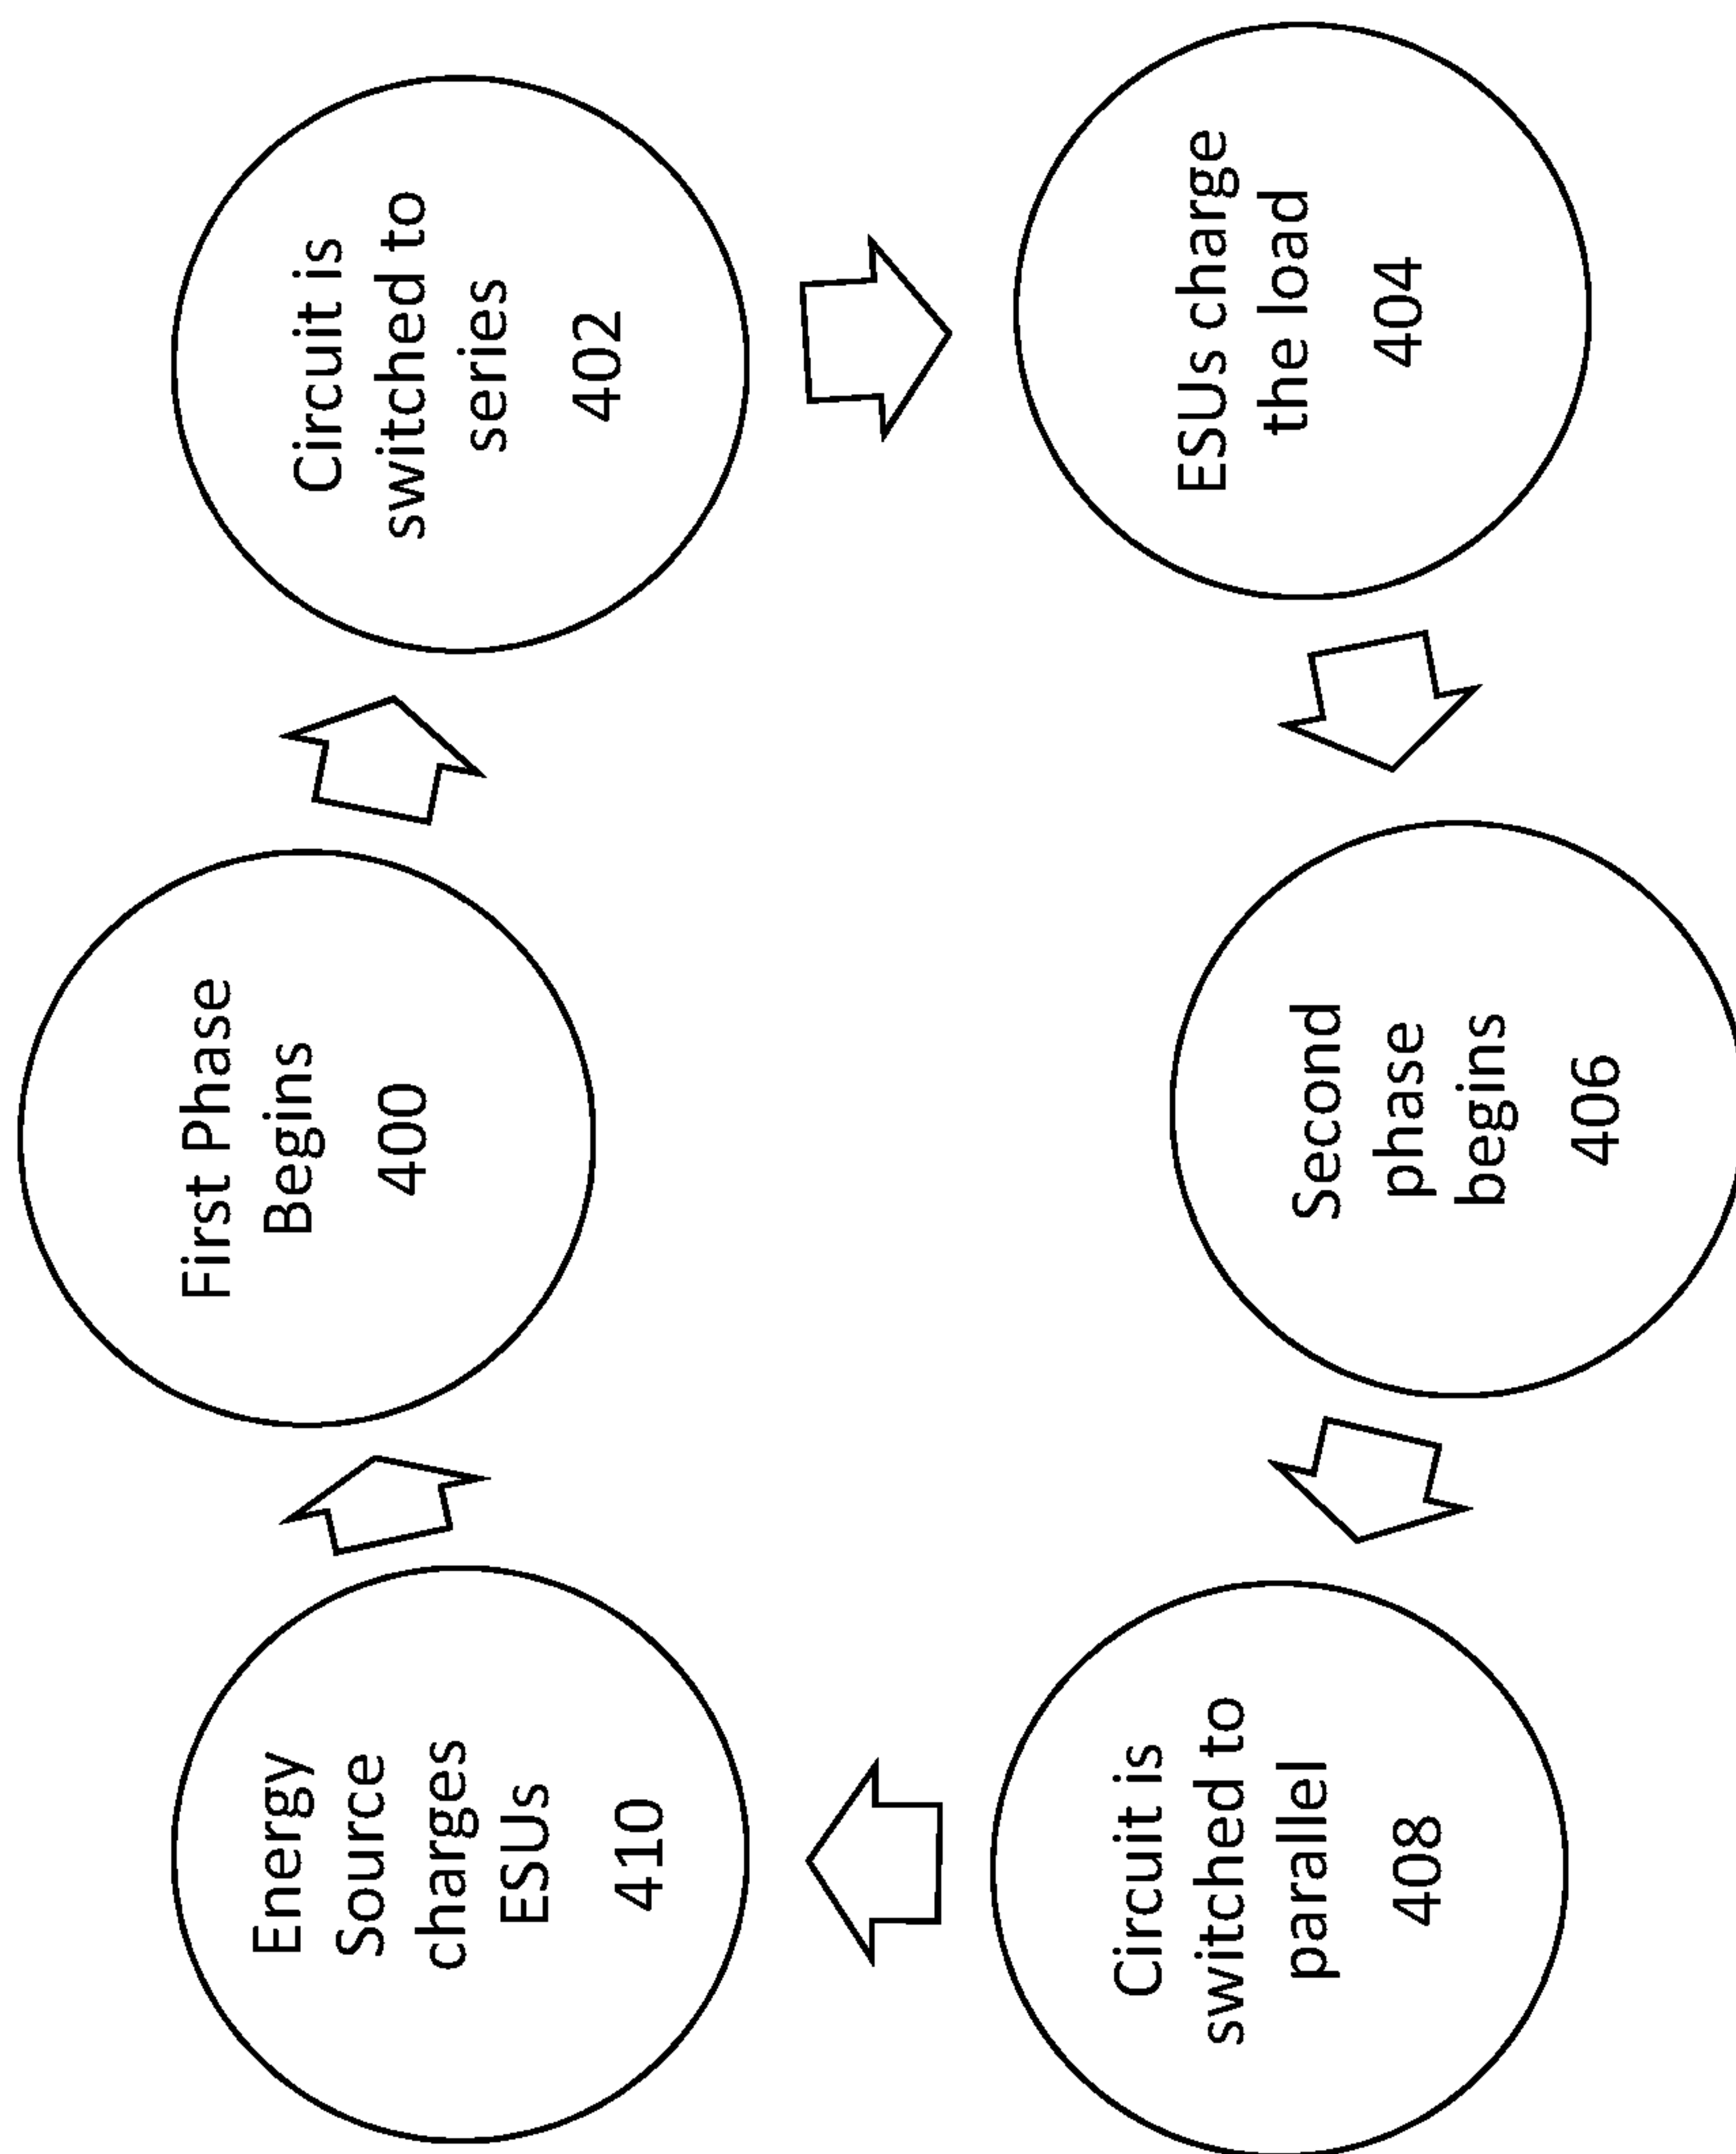 First Phase
Begins
400
Circuit is
switched to
series
402
ESUs charge
the load
404
Second
phase
begins
406
Circuit is
switched to
parallel
408
Energy
Source
charges
ESUs
410